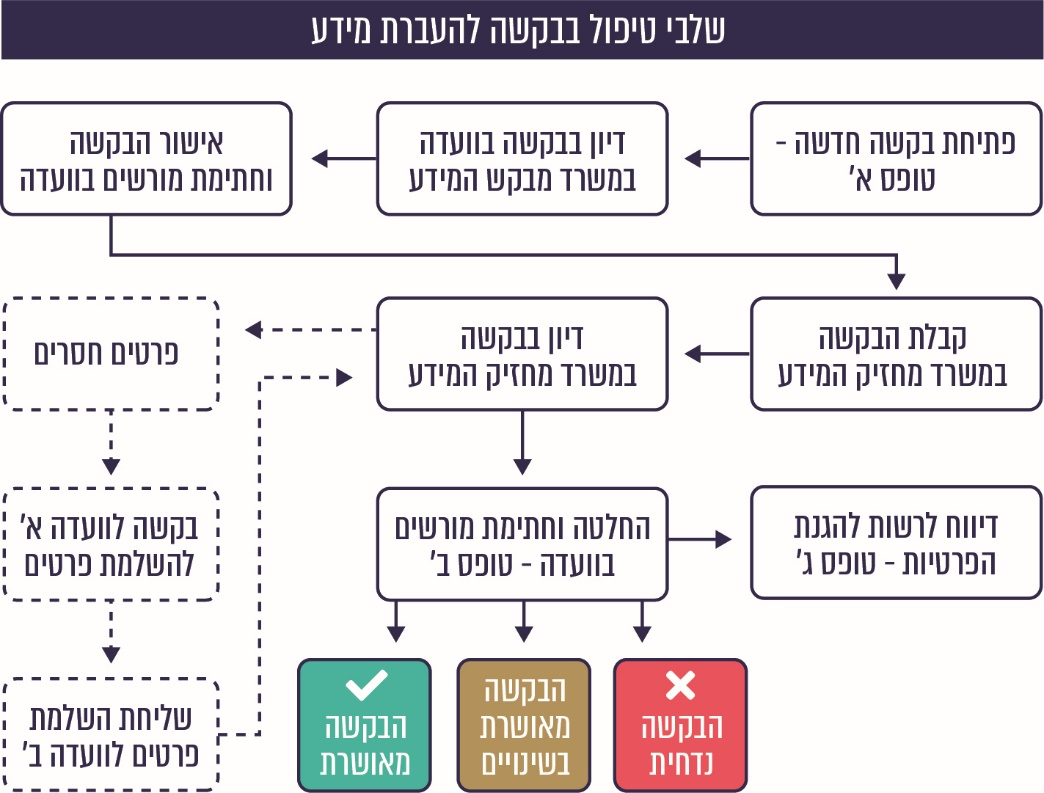 שלבי טיפול בבקשה להעברת מידע
פתיחת בקשה חדשה -
טופס א'
דיון בבקשה בוועדה
במשרד מבקש המידע
אישור הבקשה
וחתימת מורשים בוועדה
קבלת הבקשה
במשרד מחזיק המידע
דיון בבקשה
במשרד מחזיק המידע
פרטים חסרים
בקשה לוועדה א'
להשלמת פרטים
שליחת השלמת
פרטים לוועדה ב'
החלטה וחתימת מורשים
בוועדה - טופס ב'
דיווח לרשות להגנת
הפרטיות - טופס ג'
הבקשה
נדחית
הבקשה
מאושרת
בשינויים
הבקשה
מאושרת